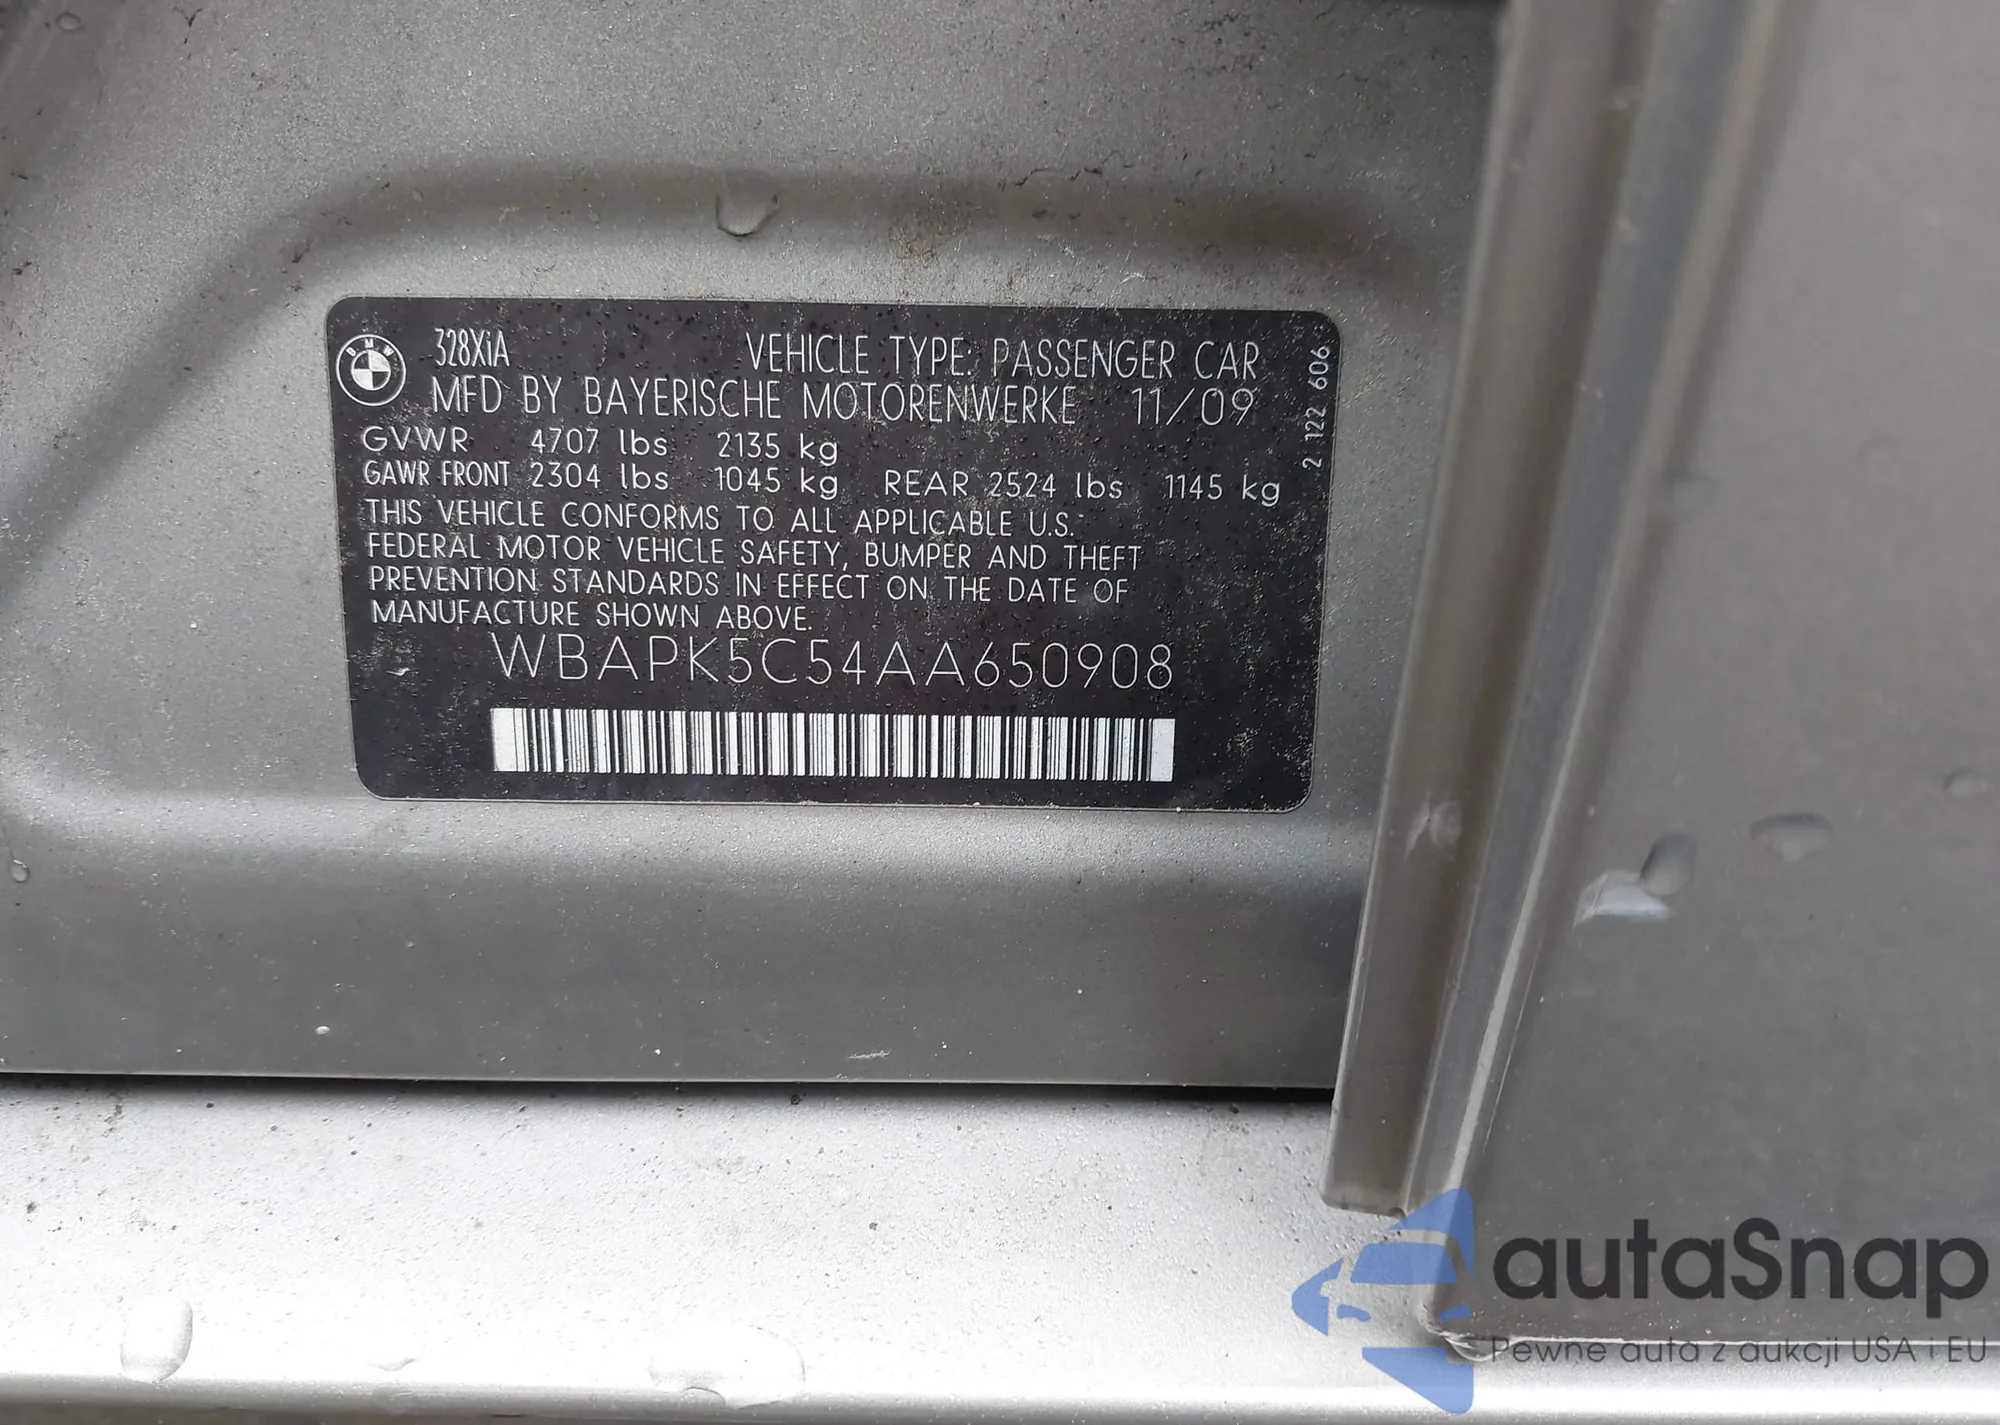 BMW
328XiA VEHICLE TYPE: PASSENGER CAR
MFD BY BAYERISCHE MOTORENWERKE 11/09
GVWR 4707 lbs 2135 kg
GAWR FRONT 2304 lbs 1045 kg REAR 2524 lbs 1145 kg
THIS VEHICLE CONFORMS TO ALL APPLICABLE U.S.
FEDERAL MOTOR VEHICLE SAFETY, BUMPER AND THEFT
PREVENTION STANDARDS IN EFFECT ON THE DATE OF
MANUFACTURE SHOWN ABOVE.
WBAPK5C54AA650908
2 122 606
autaSnap
Pewne auta z aukcji USA i EU